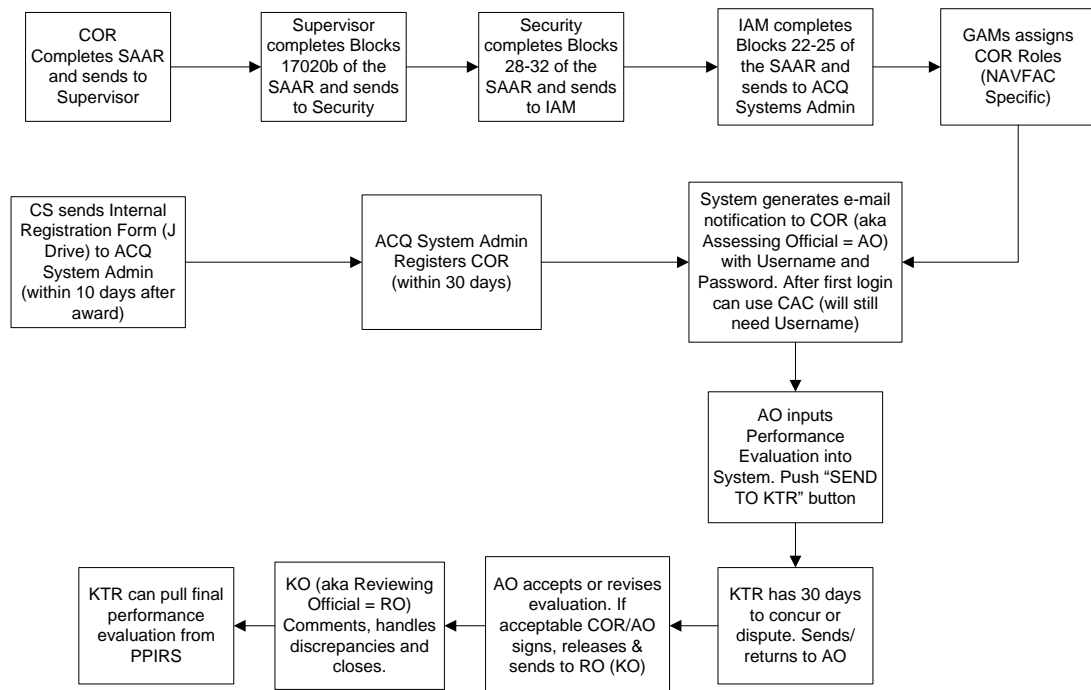 COR
Completes SAAR
and sends to
Supervisor
Supervisor
completes Blocks
17020b of the
SAAR and sends
to Security
Security
completes Blocks
28-32 of the
SAAR and sends
to IAM
IAM completes
Blocks 22-25 of
the SAAR and
sends to ACQ
Systems Admin
GAMs assigns
COR Roles
(NAVFAC
Specific)
CS sends Internal
Registration Form (J
Drive) to ACQ
System Admin
(within 10 days after
award)
ACQ System Admin
Registers COR
(within 30 days)
System generates e-mail
notification to COR (aka
Assessing Official = AO)
with Username and
Password. After first login
can use CAC (will still
need Username)
AO inputs
Performance
Evaluation into
System. Push “SEND
TO KTR” button
KTR has 30 days
to concur or
dispute. Sends/
returns to AO
AO accepts or revises
evaluation. If
acceptable COR/AO
signs, releases &
sends to RO (KO)
KO (aka Reviewing
Official = RO)
Comments, handles
discrepancies and
closes.
KTR can pull final
performance
evaluation from
PPIRS